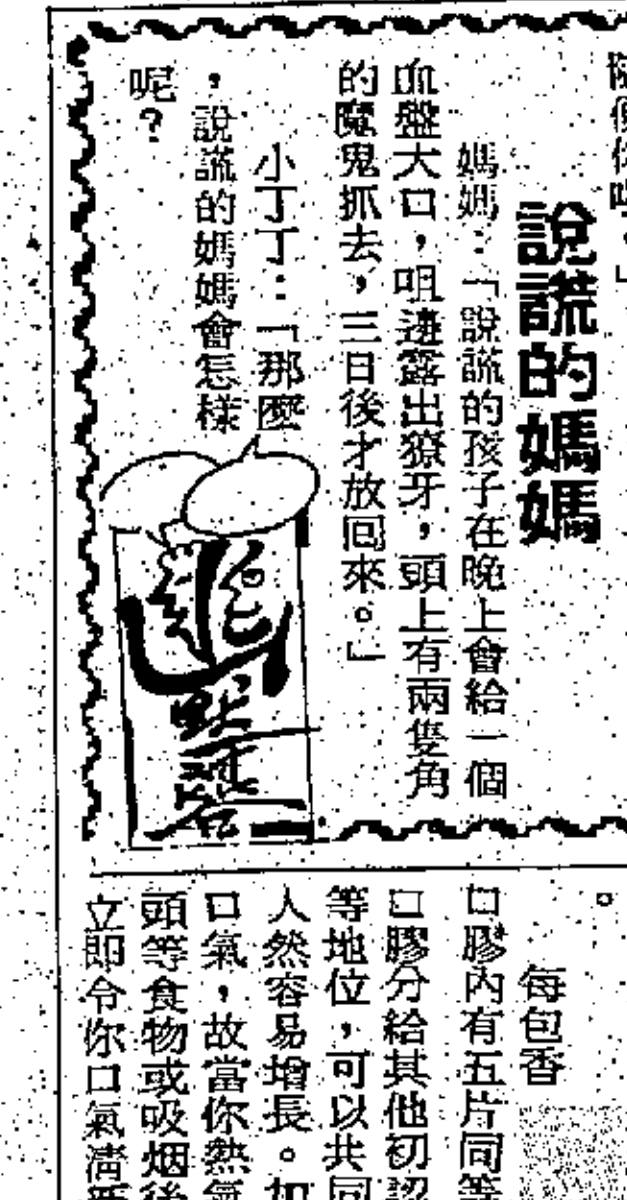 隨便你
說謊的媽媽
媽媽：「說謊的孩子在晚上會給一個
血盤大口，咀邊露出獠牙，頭上有兩隻角
的魔鬼抓去，三日後才放回來。」
小丁丁：「那麼
，說謊的媽媽會怎樣
呢？
。
每包香
口膠內有五片同等
口膠分給其他初認
等地位，可以共同
人然容易增長。如
口氣，故當你熱氣
頭等食物或吸烟後
立即令你口氣清